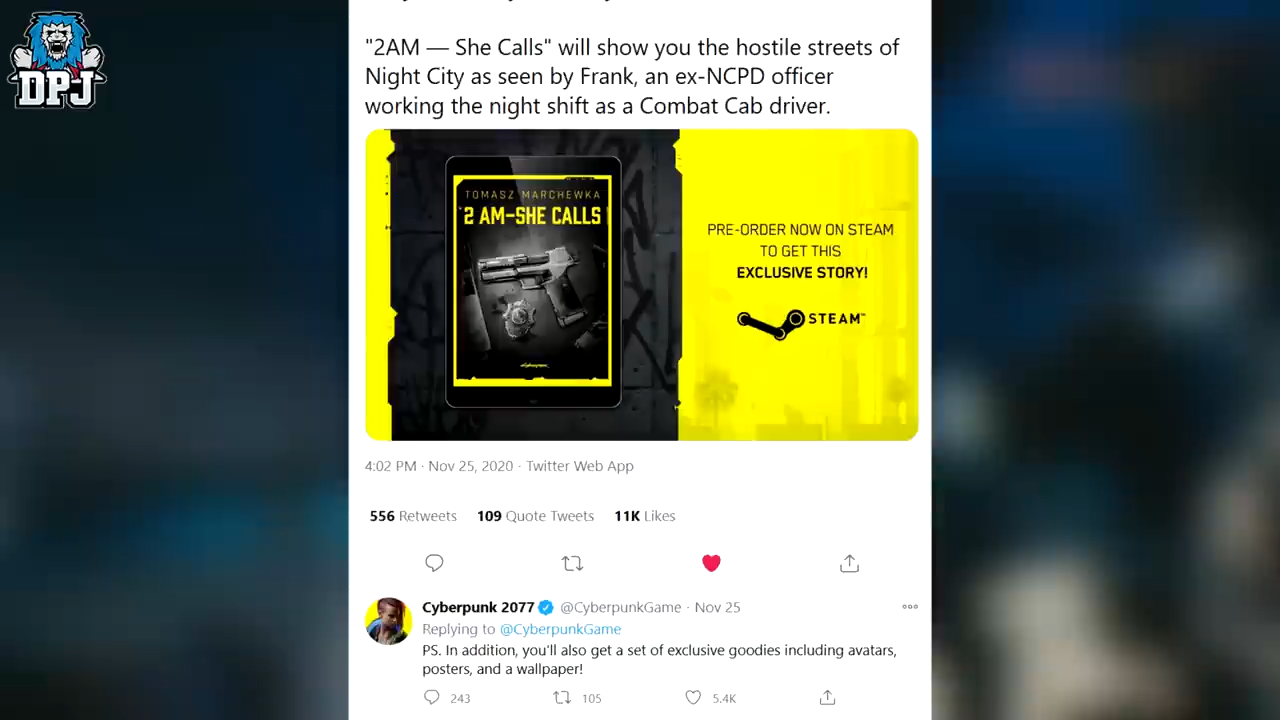 DPJ
"2AM — She Calls" will show you the hostile streets of
Night City as seen by Frank, an ex-NCPD officer
working the night shift as a Combat Cab driver.
TOMASZ MARCHEWKA
2 AM–SHE CALLS
PRE-ORDER NOW ON STEAM
TO GET THIS
EXCLUSIVE STORY!
STEAM™
4:02 PM · Nov 25, 2020 · Twitter Web App
556 Retweets 109 Quote Tweets 11K Likes
Cyberpunk 2077 @CyberpunkGame · Nov 25
Replying to @CyberpunkGame
PS. In addition, you'll also get a set of exclusive goodies including avatars,
posters, and a wallpaper!
243 105 5.4K